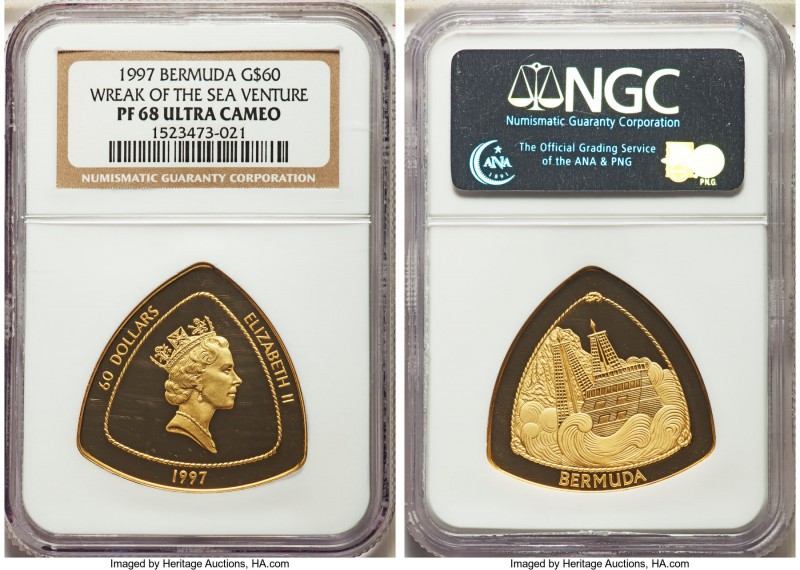 1997 BERMUDA G$60
WREAK OF THE SEA VENTURE
PF 68 ULTRA CAMEO
1523473-021
NUMISMATIC GUARANTY CORPORATION
60 DOLLARS
ELIZABETH II
1997
NGC
Numismatic Guaranty Corporation
The Official Grading Service
of the ANA & PNG
ANA
1891
P.N.G.
BERMUDA
Imaged by Heritage Auctions, HA.com
Imaged by Heritage Auctions, HA.com